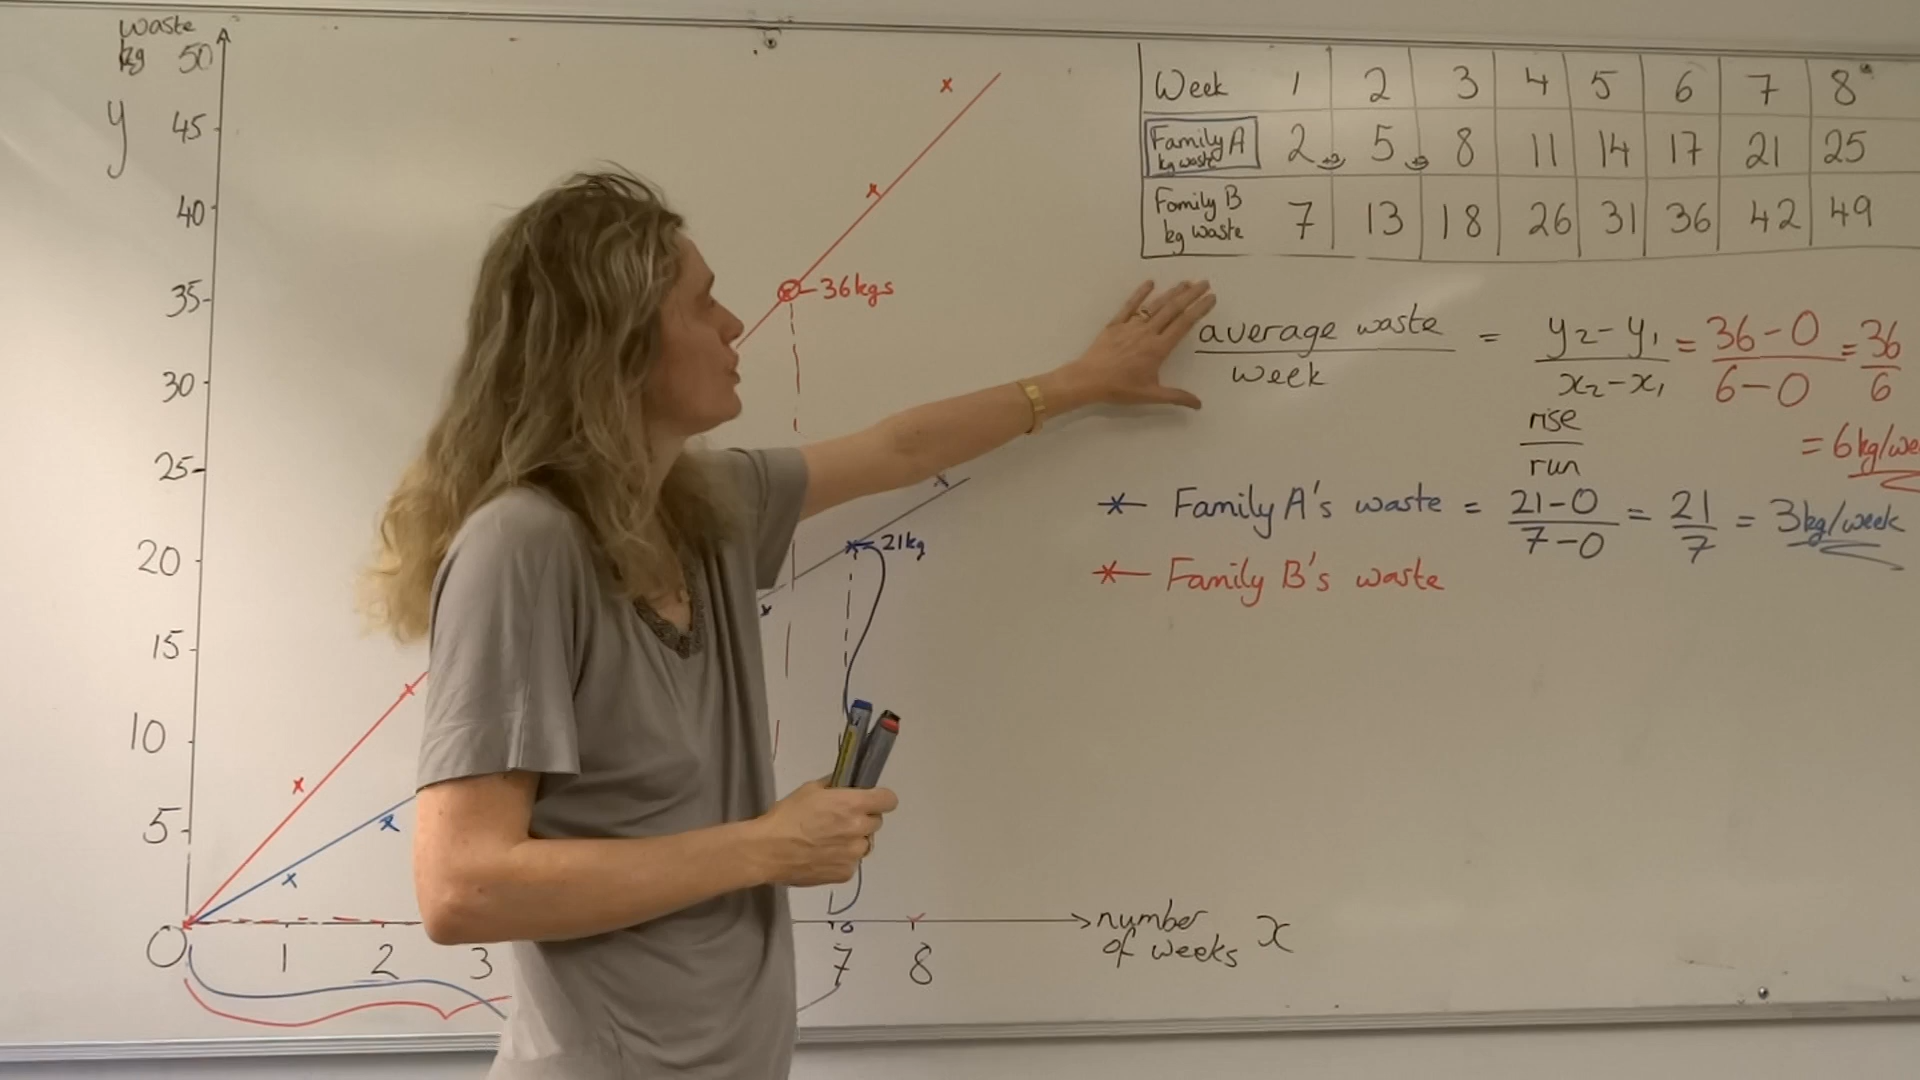 waste
kg 50
y
45
40
35
30
25
20
15
10
5
0 1 2 3 7 8
number
of weeks x
36kgs
21kg
Week 1 2 3 4 5 6 7 8
Family A
kg waste 2 +3 5 +3 8 11 14 17 21 25
Family B
kg waste 7 13 18 26 31 36 42 49
average waste / week = y₂-y₁ / x₂-x₁ = 36-0 / 6-0 = 36 / 6
rise
run
= 6kg/wee
Family A's waste = 21-0 / 7-0 = 21 / 7 = 3kg/week
Family B's waste